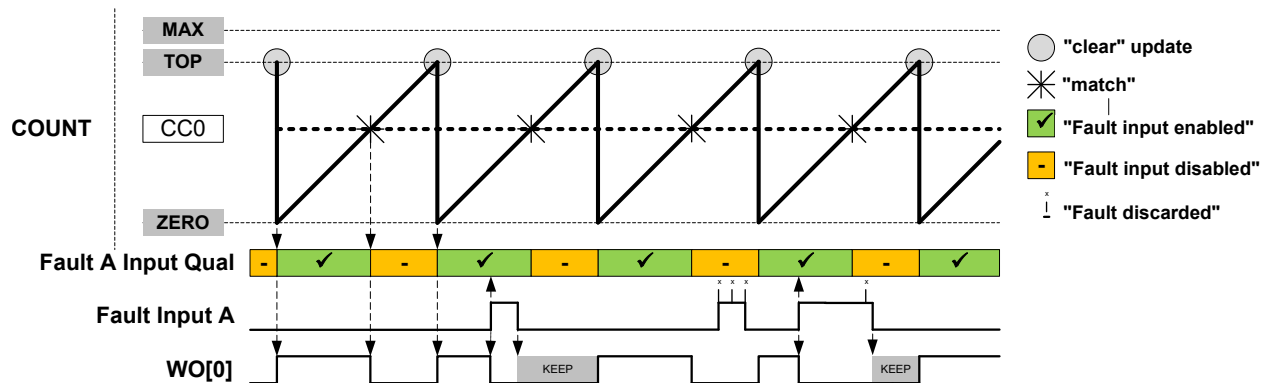 MAX
TOP
COUNT
CC0
ZERO
"clear" update
"match"
✔ "Fault input enabled"
- "Fault input disabled"
x "Fault discarded"
Fault A Input Qual
- ✔ - ✔ - ✔ - ✔ - ✔
x x x x
Fault Input A
WO[0]
KEEP KEEP